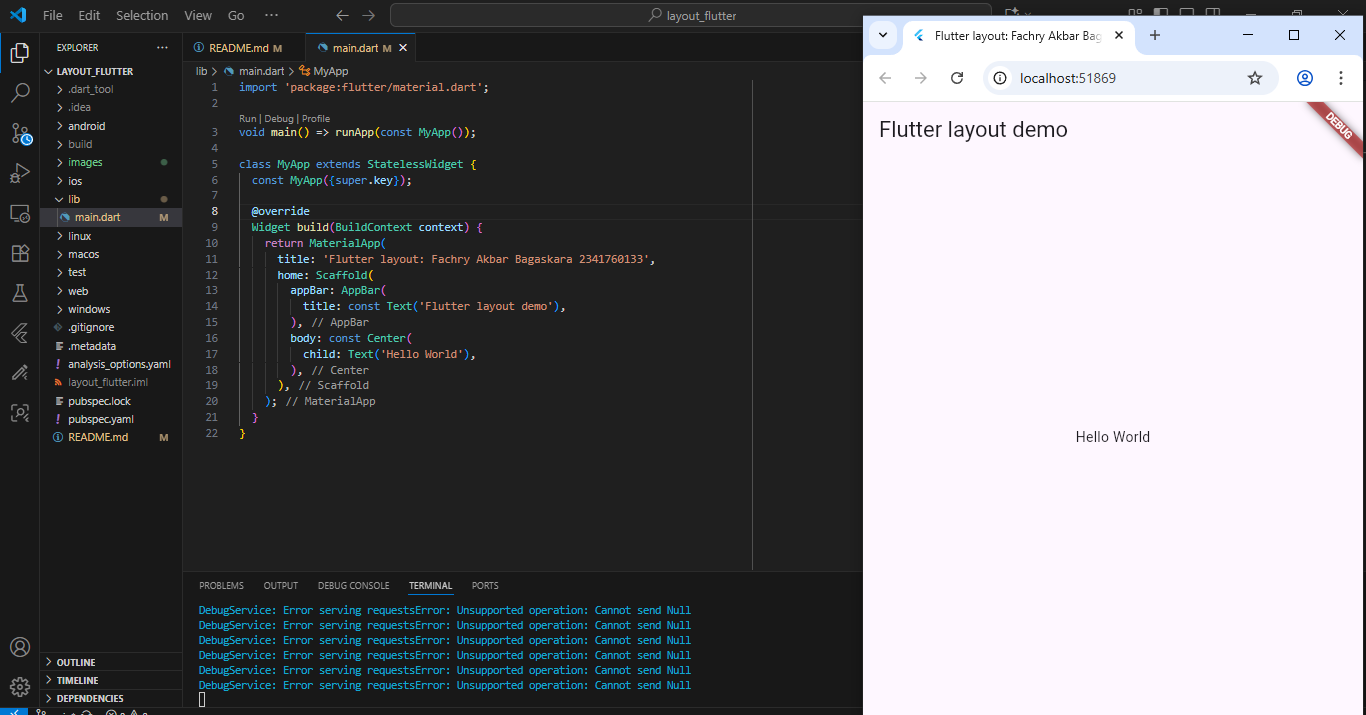 File Edit Selection View Go ··· layout_flutter
EXPLORER ···
LAYOUT_FLUTTER
.dart_tool
.idea
android
build
images
ios
lib
main.dart M
linux
macos
test
web
windows
.gitignore
.metadata
analysis_options.yaml
layout_flutter.iml
pubspec.lock
pubspec.yaml
README.md M
OUTLINE
TIMELINE
DEPENDENCIES
README.md M main.dart M
lib > main.dart > MyApp
1 import 'package:flutter/material.dart';
2
Run | Debug | Profile
3 void main() => runApp(const MyApp());
4
5 class MyApp extends StatelessWidget {
6 const MyApp({super.key});
7
8 @override
9 Widget build(BuildContext context) {
10 return MaterialApp(
11 title: 'Flutter layout: Fachry Akbar Bagaskara 2341760133',
12 home: Scaffold(
13 appBar: AppBar(
14 title: const Text('Flutter layout demo'),
15 ), // AppBar
16 body: const Center(
17 child: Text('Hello World'),
18 ), // Center
19 ), // Scaffold
20 ); // MaterialApp
21 }
22 }
PROBLEMS OUTPUT DEBUG CONSOLE TERMINAL PORTS
DebugService: Error serving requestsError: Unsupported operation: Cannot send Null
DebugService: Error serving requestsError: Unsupported operation: Cannot send Null
DebugService: Error serving requestsError: Unsupported operation: Cannot send Null
DebugService: Error serving requestsError: Unsupported operation: Cannot send Null
DebugService: Error serving requestsError: Unsupported operation: Cannot send Null
DebugService: Error serving requestsError: Unsupported operation: Cannot send Null
Flutter layout: Fachry Akbar Bag
localhost:51869
Flutter layout demo
DEBUG
Hello World